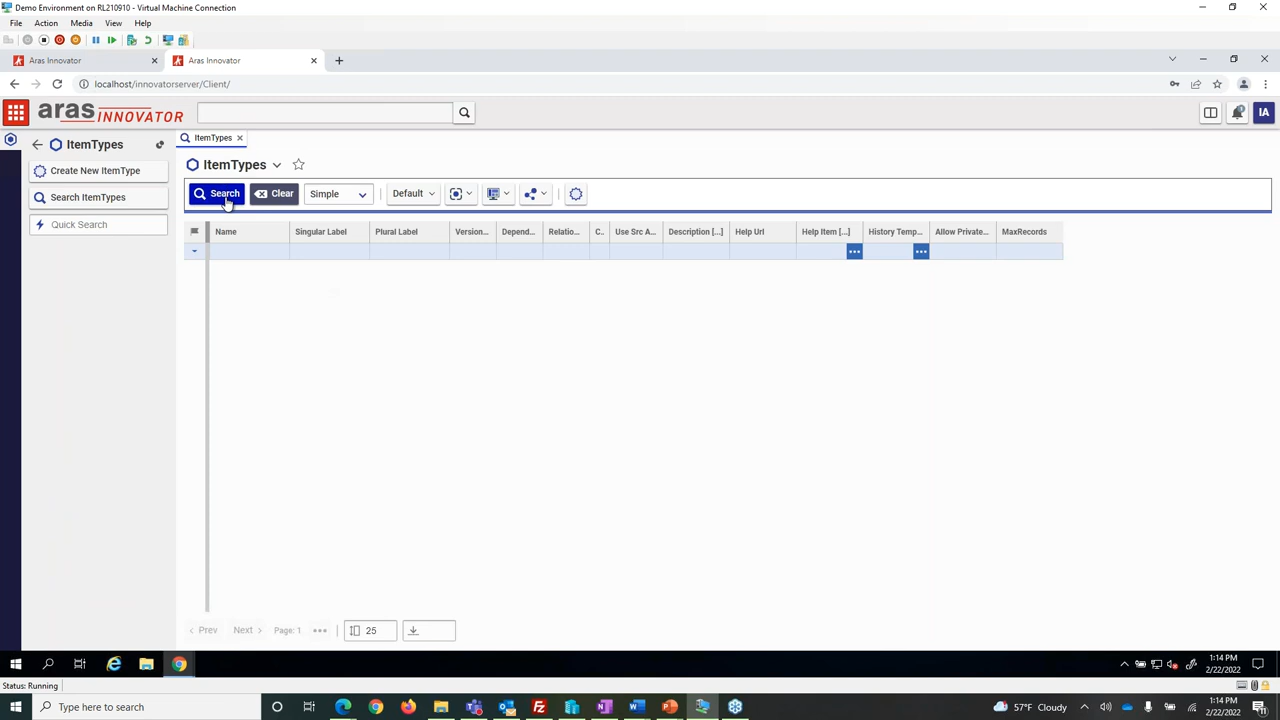 Demo Environment on RL210910 - Virtual Machine Connection
File Action Media View Help
Aras Innovator
Aras Innovator
localhost/innovatorserver/Client/
aras INNOVATOR
IA
ItemTypes
ItemTypes
Create New ItemType
ItemTypes
Search ItemTypes
Search
Clear
Simple
Default
Quick Search
Name Singular Label Plural Label Version... Depend... Relatio... C. Use Src A... Description [...] Help Url Help Item [...] History Temp... Allow Private... MaxRecords
Prev Next Page: 1 25
1:14 PM
2/22/2022
Status: Running
Type here to search
57°F Cloudy
1:14 PM
2/22/2022